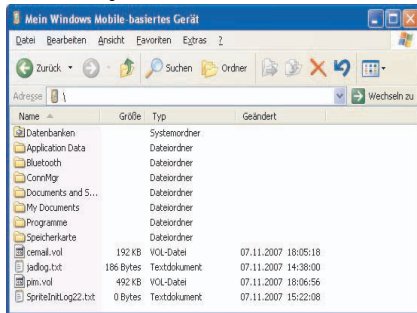 Mein Windows Mobile-basiertes Gerät
Datei Bearbeiten Ansicht Favoriten Extras ?
Zurück Suchen Ordner
Adresse \ Wechseln zu
Name Größe Typ Geändert
Datenbanken Systemordner
Application Data Dateiordner
Bluetooth Dateiordner
ConnMgr Dateiordner
Documents and S... Dateiordner
My Documents Dateiordner
Programme Dateiordner
Speicherkarte Dateiordner
cemail.vol 192 KB VOL-Datei 07.11.2007 18:05:18
jadlog.txt 186 Bytes Textdokument 07.11.2007 14:38:00
pim.vol 492 KB VOL-Datei 07.11.2007 18:06:56
SpriteInitLog22.txt 0 Bytes Textdokument 07.11.2007 15:22:08